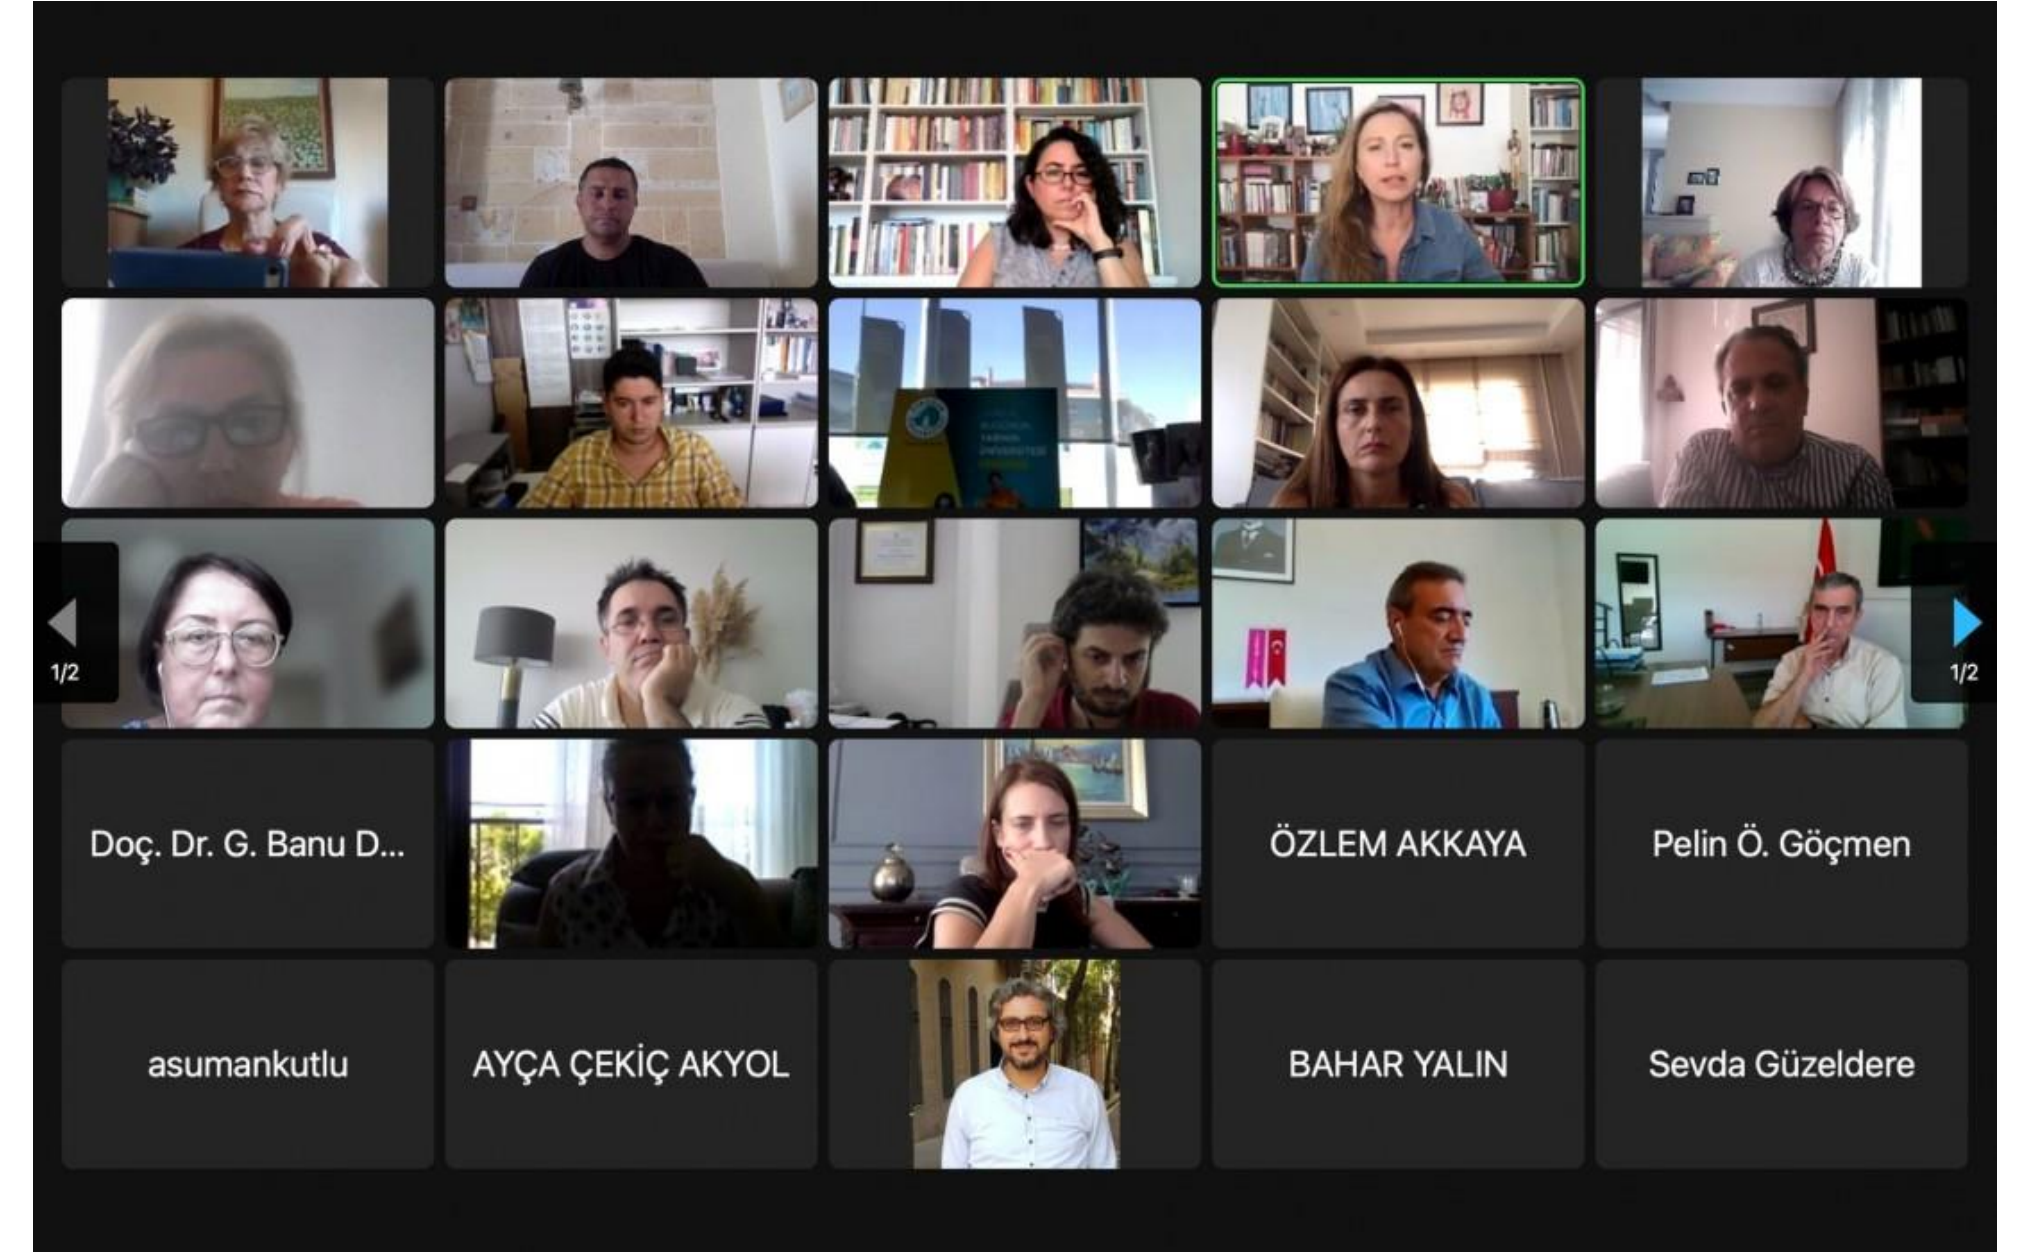 1/2
1/2
Doç. Dr. G. Banu D...
ÖZLEM AKKAYA
Pelin Ö. Göçmen
asumankutlu
AYÇA ÇEKİÇ AKYOL
BAHAR YALIN
Sevda Güzeldere